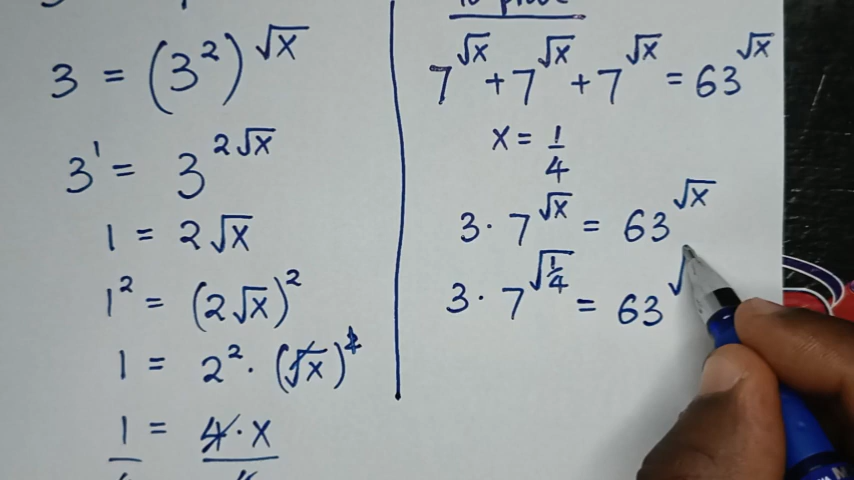 3 = (3²)^√x
3¹ = 3^2√x
1 = 2√x
1² = (2√x)²
1 = 2² · (√x)²
1 = 4 · x
7^√x + 7^√x + 7^√x = 63^√x
x = 1/4
3 · 7^√x = 63^√x
3 · 7^√(1/4) = 63^√